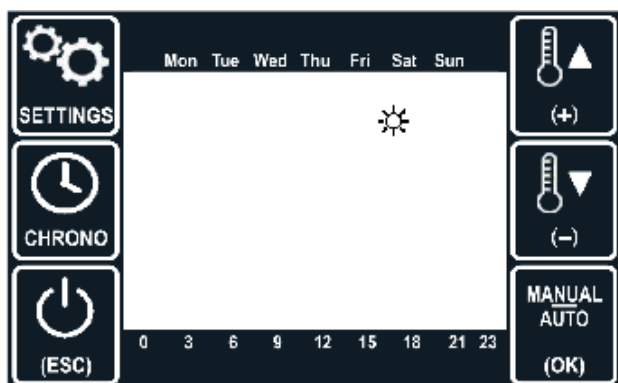 Mon Tue Wed Thu Fri Sat Sun
SETTINGS
(+)
CHRONO
(−)
MANUAL
AUTO
(ESC)
0 3 6 9 12 15 18 21 23
(OK)